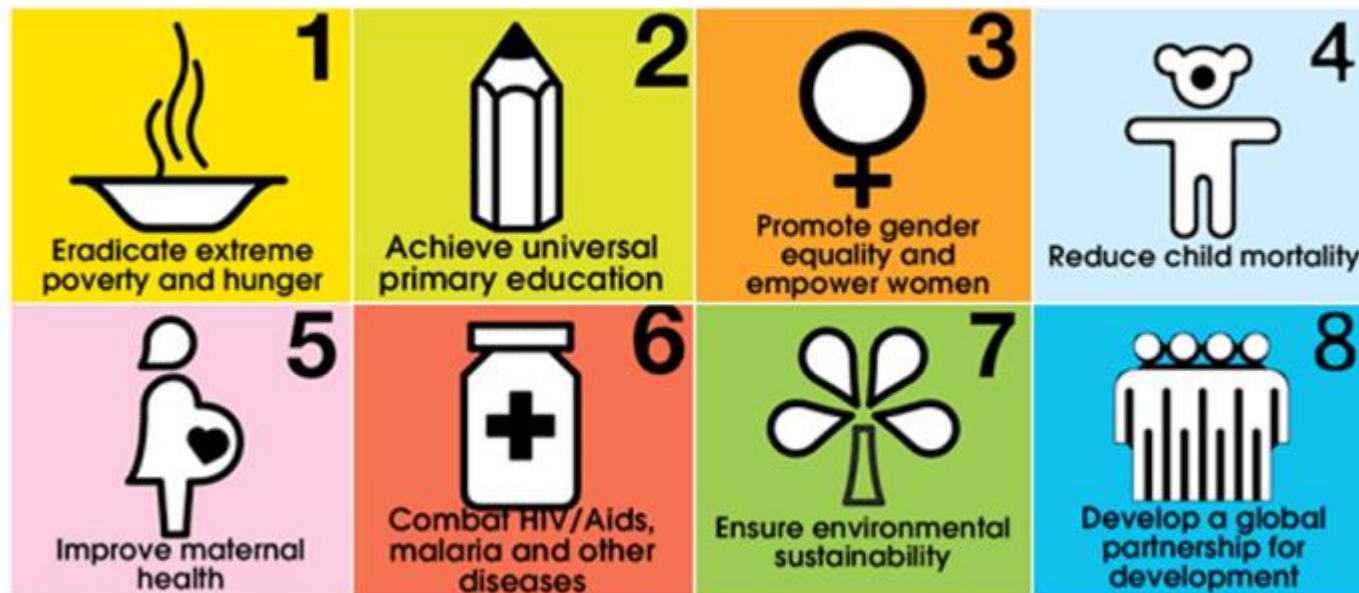 1
Eradicate extreme
poverty and hunger
2
Achieve universal
primary education
3
Promote gender
equality and
empower women
4
Reduce child mortality
5
Improve maternal
health
6
Combat HIV/Aids,
malaria and other
diseases
7
Ensure environmental
sustainability
8
Develop a global
partnership for
development